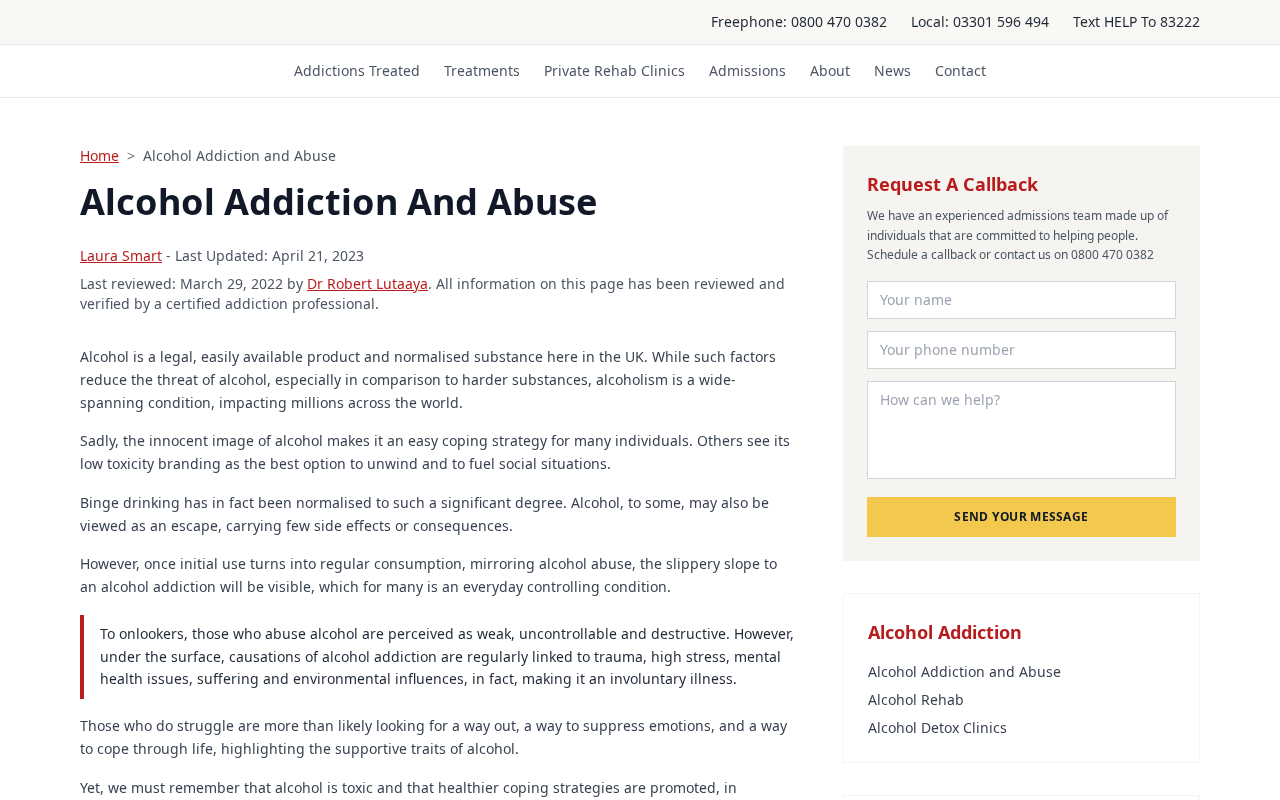 Freephone: 0800 470 0382 Local: 03301 596 494 Text HELP To 83222
Addictions Treated Treatments Private Rehab Clinics Admissions About News Contact
Home > Alcohol Addiction and Abuse
Alcohol Addiction And Abuse
Laura Smart - Last Updated: April 21, 2023
Last reviewed: March 29, 2022 by Dr Robert Lutaaya. All information on this page has been reviewed and
verified by a certified addiction professional.
Alcohol is a legal, easily available product and normalised substance here in the UK. While such factors
reduce the threat of alcohol, especially in comparison to harder substances, alcoholism is a wide-
spanning condition, impacting millions across the world.
Sadly, the innocent image of alcohol makes it an easy coping strategy for many individuals. Others see its
low toxicity branding as the best option to unwind and to fuel social situations.
Binge drinking has in fact been normalised to such a significant degree. Alcohol, to some, may also be
viewed as an escape, carrying few side effects or consequences.
However, once initial use turns into regular consumption, mirroring alcohol abuse, the slippery slope to
an alcohol addiction will be visible, which for many is an everyday controlling condition.
To onlookers, those who abuse alcohol are perceived as weak, uncontrollable and destructive. However,
under the surface, causations of alcohol addiction are regularly linked to trauma, high stress, mental
health issues, suffering and environmental influences, in fact, making it an involuntary illness.
Those who do struggle are more than likely looking for a way out, a way to suppress emotions, and a way
to cope through life, highlighting the supportive traits of alcohol.
Yet, we must remember that alcohol is toxic and that healthier coping strategies are promoted, in
Request A Callback
We have an experienced admissions team made up of
individuals that are committed to helping people.
Schedule a callback or contact us on 0800 470 0382
Your name
Your phone number
How can we help?
SEND YOUR MESSAGE
Alcohol Addiction
Alcohol Addiction and Abuse
Alcohol Rehab
Alcohol Detox Clinics